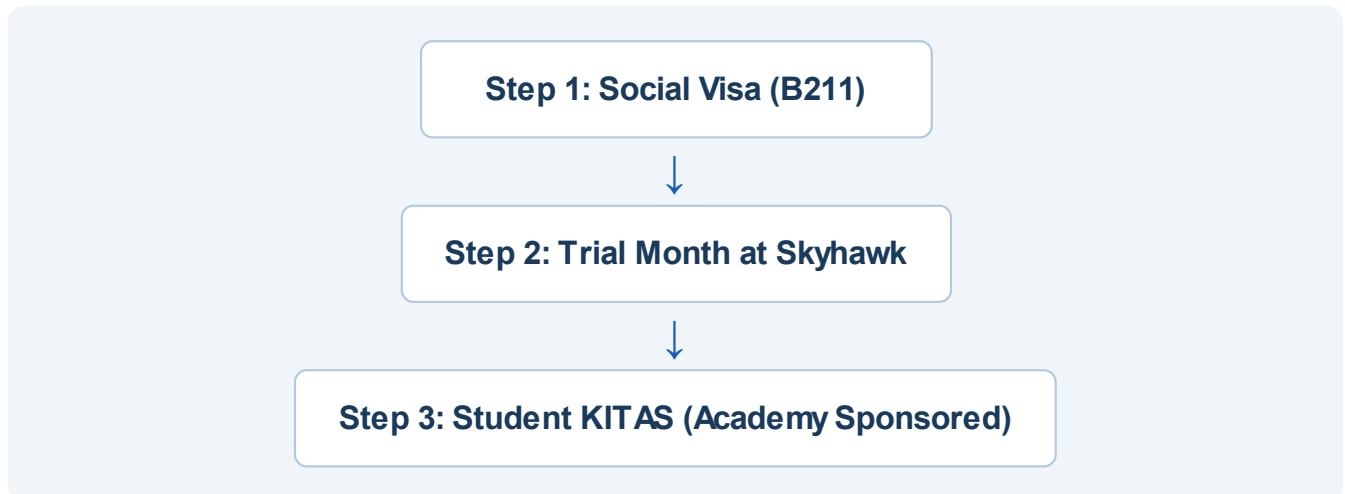 Step 1: Social Visa (B211)
↓
Step 2: Trial Month at Skyhawk
↓
Step 3: Student KITAS (Academy Sponsored)